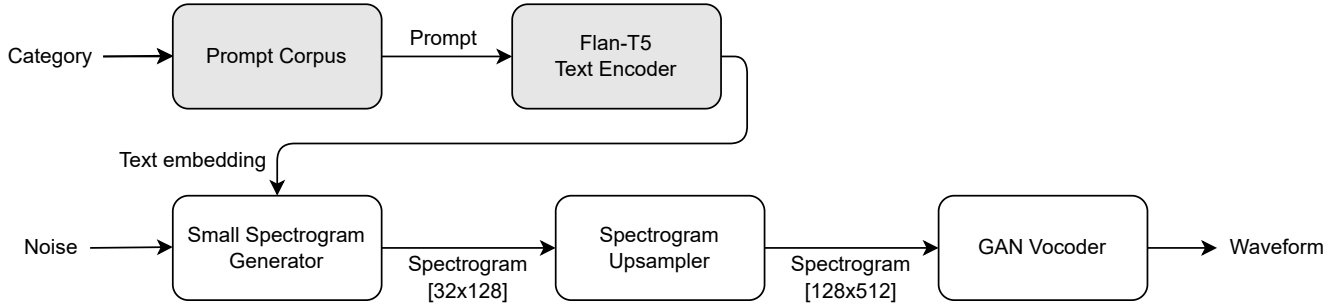 Category
Prompt Corpus
Prompt
Flan-T5
Text Encoder
Text embedding
Noise
Small Spectrogram
Generator
Spectrogram
[32x128]
Spectrogram
Upsampler
Spectrogram
[128x512]
GAN Vocoder
Waveform